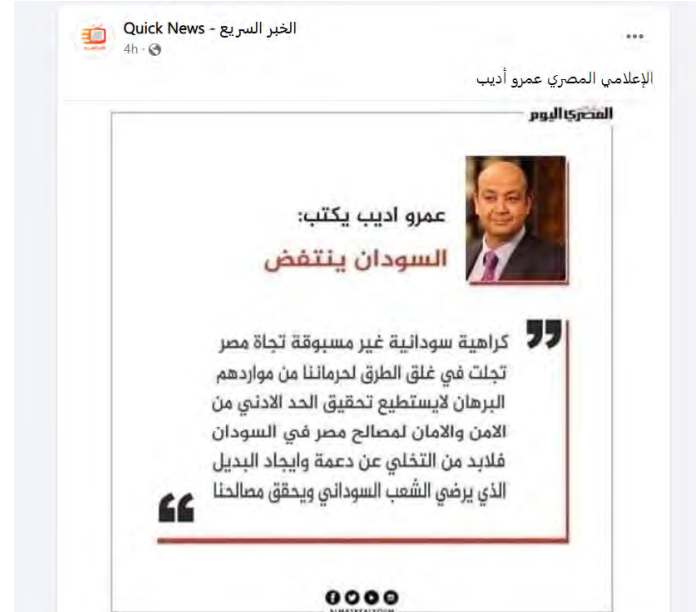 Quick News - الخبر السريع
4h
الإعلامي المصري عمرو أديب
المصري اليوم
عمرو اديب يكتب:
السودان ينتفض
كراهية سودانية غير مسبوقة تجاة مصر
تجلت في غلق الطرق لحرماننا من مواردهم
البرهان لايستطيع تحقيق الحد الادني من
الامن والامان لمصالح مصر في السودان
فلابد من التخلي عن دعمة وايجاد البديل
الذي يرضي الشعب السوداني ويحقق مصالحنا
ALMASRYALYOUM